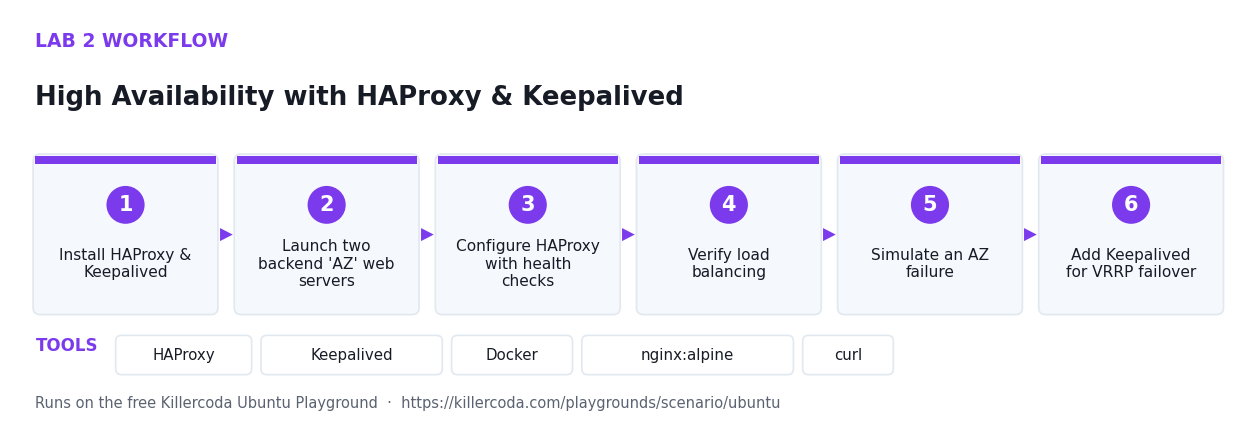 LAB 2 WORKFLOW
High Availability with HAProxy & Keepalived
1
Install HAProxy &
Keepalived
2
Launch two
backend 'AZ' web
servers
3
Configure HAProxy
with health
checks
4
Verify load
balancing
5
Simulate an AZ
failure
6
Add Keepalived
for VRRP failover
TOOLS
HAProxy
Keepalived
Docker
nginx:alpine
curl
Runs on the free Killercoda Ubuntu Playground · https://killercoda.com/playgrounds/scenario/ubuntu